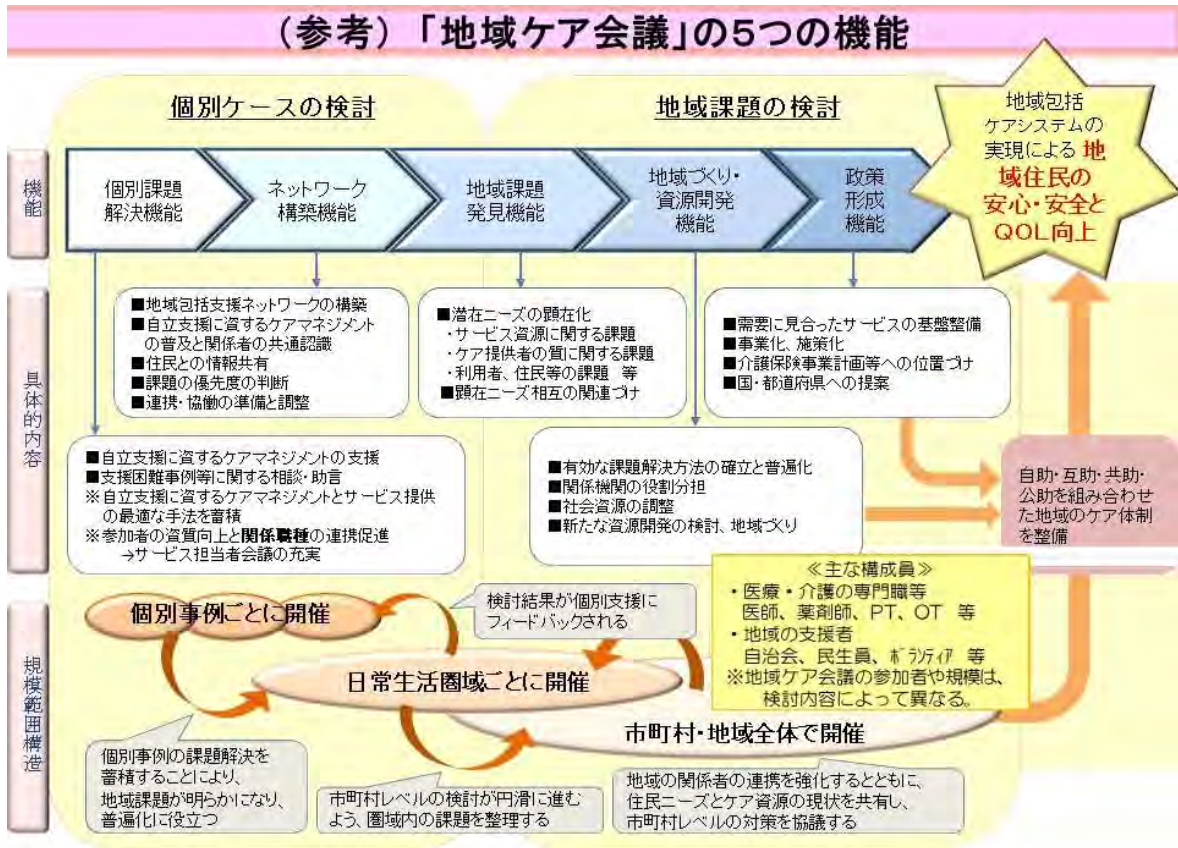 (参考)「地域ケア会議」の5つの機能
個別ケースの検討
地域課題の検討
地域包括
ケアシステムの
実現による 地
域住民の
安心・安全と
QOL向上
機能
個別課題
解決機能
ネットワーク
構築機能
地域課題
発見機能
地域づくり・
資源開発
機能
政策
形成
機能
具体的内容
■地域包括支援ネットワークの構築
■自立支援に資するケアマネジメント
の普及と関係者の共通認識
■住民との情報共有
■課題の優先度の判断
■連携・協働の準備と調整
■潜在ニーズの顕在化
・サービス資源に関する課題
・ケア提供者の質に関する課題
・利用者、住民等の課題 等
■顕在ニーズ相互の関連づけ
■需要に見合ったサービスの基盤整備
■事業化、施策化
■介護保険事業計画等への位置づけ
■国・都道府県への提案
■自立支援に資するケアマネジメントの支援
■支援困難事例等に関する相談・助言
※自立支援に資するケアマネジメントとサービス提供
の最適な手法を蓄積
※参加者の資質向上と関係職種の連携促進
→サービス担当者会議の充実
■有効な課題解決方法の確立と普遍化
■関係機関の役割分担
■社会資源の調整
■新たな資源開発の検討、地域づくり
自助・互助・共助・
公助を組み合わせ
た地域のケア体制
を整備
規模範囲構造
個別事例ごとに開催
検討結果が個別支援に
フィードバックされる
≪主な構成員≫
・医療・介護の専門職等
医師、薬剤師、PT、OT 等
・地域の支援者
自治会、民生員、ボランティア 等
※地域ケア会議の参加者や規模は、
検討内容によって異なる。
日常生活圏域ごとに開催
市町村・地域全体で開催
個別事例の課題解決を
蓄積することにより、
地域課題が明らかになり、
普遍化に役立つ
市町村レベルの検討が円滑に進む
よう、圏域内の課題を整理する
地域の関係者の連携を強化するとともに、
住民ニーズとケア資源の現状を共有し、
市町村レベルの対策を協議する